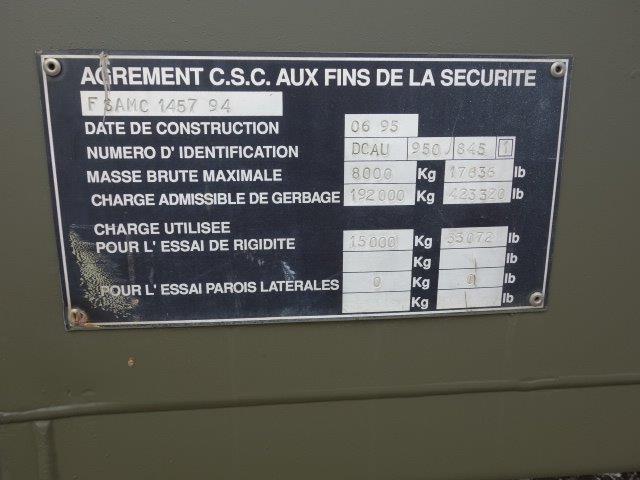 AGREMENT C.S.C. AUX FINS DE LA SECURITE
F SAMC 1457 94
DATE DE CONSTRUCTION 06 95
NUMERO D' IDENTIFICATION DCAU 950 845 1
MASSE BRUTE MAXIMALE 8000 Kg 17636 lb
CHARGE ADMISSIBLE DE GERBAGE 192000 Kg 423320 lb
CHARGE UTILISEE
POUR L' ESSAI DE RIGIDITE 15000 Kg 33072 lb
Kg lb
POUR L' ESSAI PAROIS LATERALES 0 Kg 0 lb
Kg lb